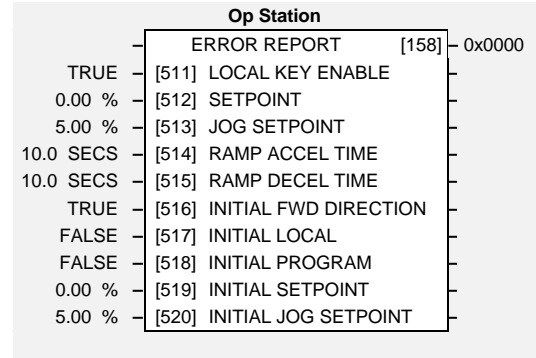 Op Station
ERROR REPORT [158] – 0x0000
TRUE – [511] LOCAL KEY ENABLE
0.00 % – [512] SETPOINT
5.00 % – [513] JOG SETPOINT
10.0 SECS – [514] RAMP ACCEL TIME
10.0 SECS – [515] RAMP DECEL TIME
TRUE – [516] INITIAL FWD DIRECTION
FALSE – [517] INITIAL LOCAL
FALSE – [518] INITIAL PROGRAM
0.00 % – [519] INITIAL SETPOINT
5.00 % – [520] INITIAL JOG SETPOINT